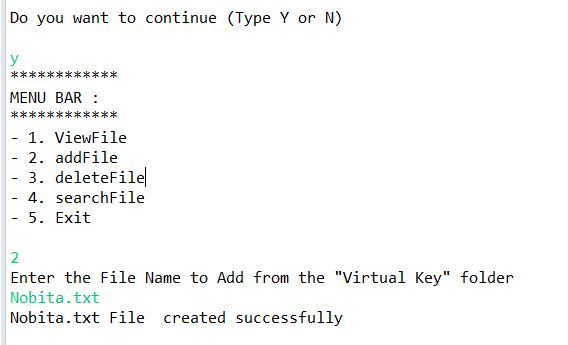 Do you want to continue (Type Y or N)
y
************
MENU BAR :
************
- 1. ViewFile
- 2. addFile
- 3. deleteFile
- 4. searchFile
- 5. Exit
2
Enter the File Name to Add from the "Virtual Key" folder
Nobita.txt
Nobita.txt File  created successfully